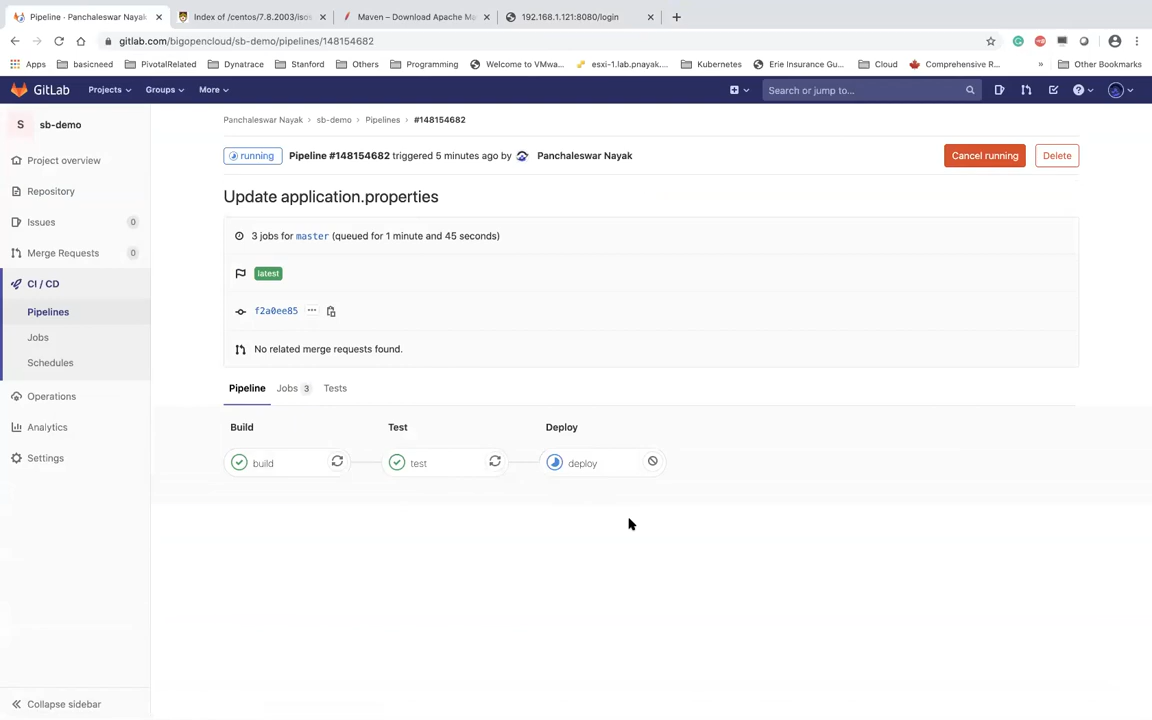 Pipeline · Panchaleswar Nayak
Index of /centos/7.8.2003/isos
Maven – Download Apache Ma
192.168.1.121:8080/login
gitlab.com/bigopencloud/sb-demo/pipelines/148154682
Apps
basicneed
PivotalRelated
Dynatrace
Stanford
Others
Programming
Welcome to VMwa...
esxi-1.lab.pnayak....
Kubernetes
Erie Insurance Gu...
Cloud
Comprehensive R...
»
Other Bookmarks
GitLab
Projects
Groups
More
Search or jump to...
S
sb-demo
Project overview
Repository
Issues 0
Merge Requests 0
CI / CD
Pipelines
Jobs
Schedules
Operations
Analytics
Settings
Collapse sidebar
Panchaleswar Nayak › sb-demo › Pipelines › #148154682
running Pipeline #148154682 triggered 5 minutes ago by Panchaleswar Nayak
Cancel running
Delete
Update application.properties
3 jobs for master (queued for 1 minute and 45 seconds)
latest
f2a0ee85 ...
No related merge requests found.
Pipeline Jobs 3 Tests
Build Test Deploy
build test deploy